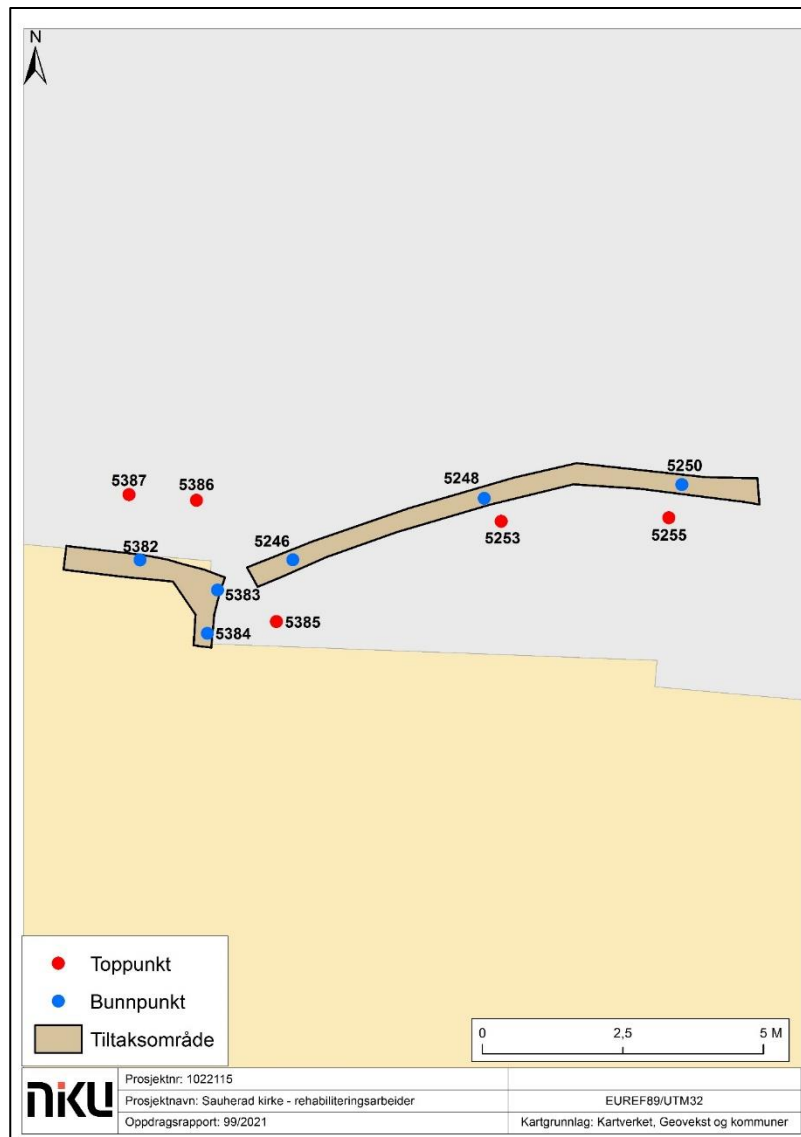 N
5387
5386
5248
5250
5253
5255
5382
5246
5383
5385
5384
Toppunkt
Bunnpunkt
Tiltaksområde
0 2,5 5 M
NIKU
Prosjektnr: 1022115
Prosjektnavn: Sauherad kirke - rehabiliteringsarbeider EUREF89/UTM32
Oppdragsrapport: 99/2021 Kartgrunnlag: Kartverket, Geovekst og kommuner